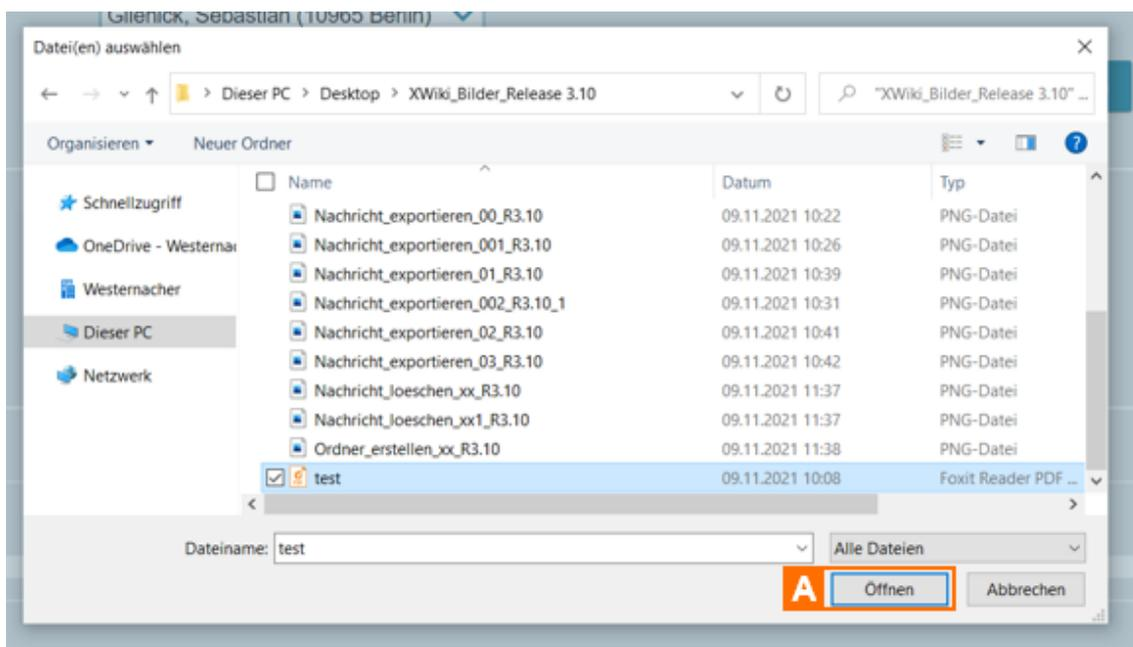 Gllenick, Sebastian (10965 Berlin)
Datei(en) auswählen
Dieser PC > Desktop > XWiki_Bilder_Release 3.10
"XWiki_Bilder_Release 3.10" ...
Organisieren
Neuer Ordner
Name Datum Typ
Schnellzugriff
OneDrive - Westernac
Westernacher
Dieser PC
Netzwerk
Nachricht_exportieren_00_R3.10 09.11.2021 10:22 PNG-Datei
Nachricht_exportieren_001_R3.10 09.11.2021 10:26 PNG-Datei
Nachricht_exportieren_01_R3.10 09.11.2021 10:39 PNG-Datei
Nachricht_exportieren_002_R3.10_1 09.11.2021 10:31 PNG-Datei
Nachricht_exportieren_02_R3.10 09.11.2021 10:41 PNG-Datei
Nachricht_exportieren_03_R3.10 09.11.2021 10:42 PNG-Datei
Nachricht_loeschen_xx_R3.10 09.11.2021 11:37 PNG-Datei
Nachricht_loeschen_xx1_R3.10 09.11.2021 11:37 PNG-Datei
Ordner_erstellen_xx_R3.10 09.11.2021 11:38 PNG-Datei
test 09.11.2021 10:08 Foxit Reader PDF ...
Dateiname: test
Alle Dateien
A Öffnen
Abbrechen